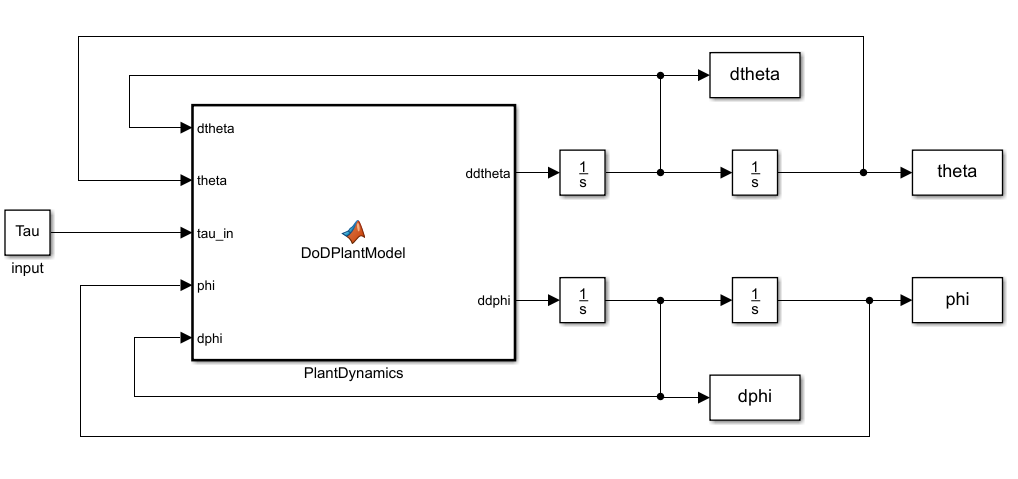 dtheta
dtheta
theta
ddtheta
1
s
1
s
theta
Tau
input
tau_in
DoDPlantModel
phi
ddphi
1
s
1
s
phi
dphi
PlantDynamics
dphi